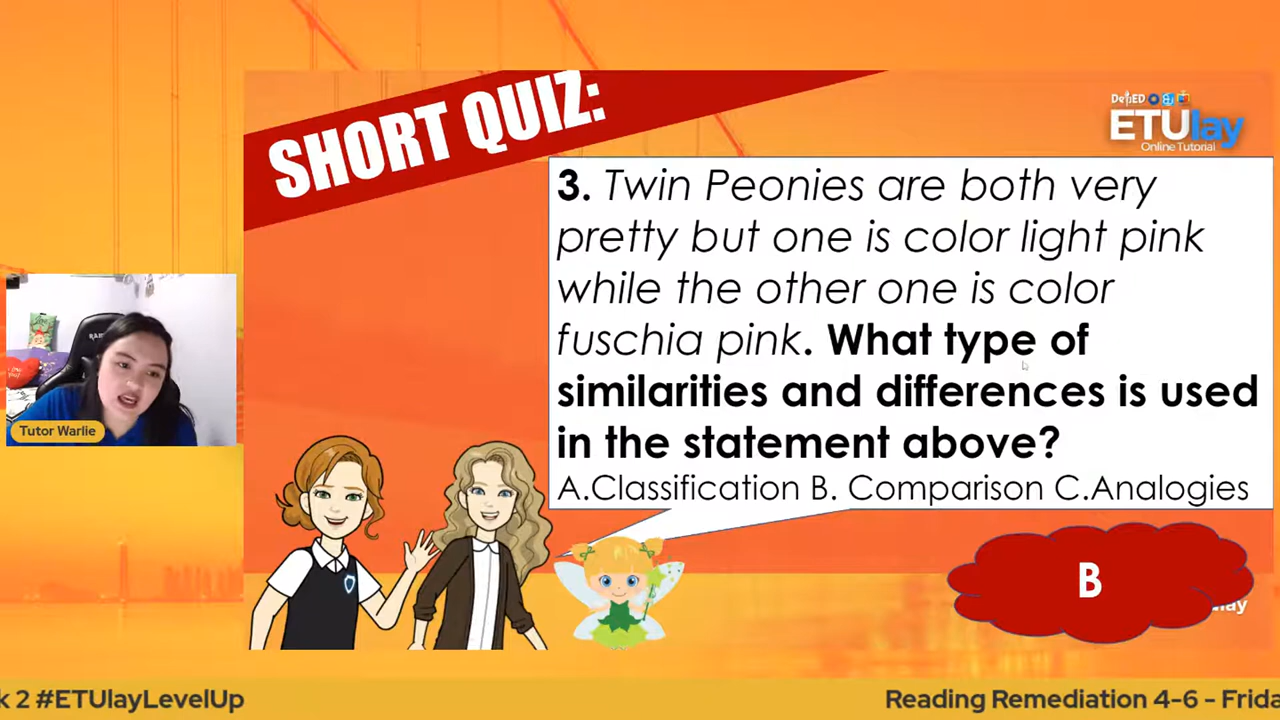 SHORT QUIZ:
DepED
ETUlay
Online Tutorial
3. Twin Peonies are both very
pretty but one is color light pink
while the other one is color
fuschia pink. What type of
similarities and differences is used
in the statement above?
A.Classification B. Comparison C.Analogies
B
lay
Tutor Warlie
k 2 #ETUlayLevelUp
Reading Remediation 4-6 - Frida